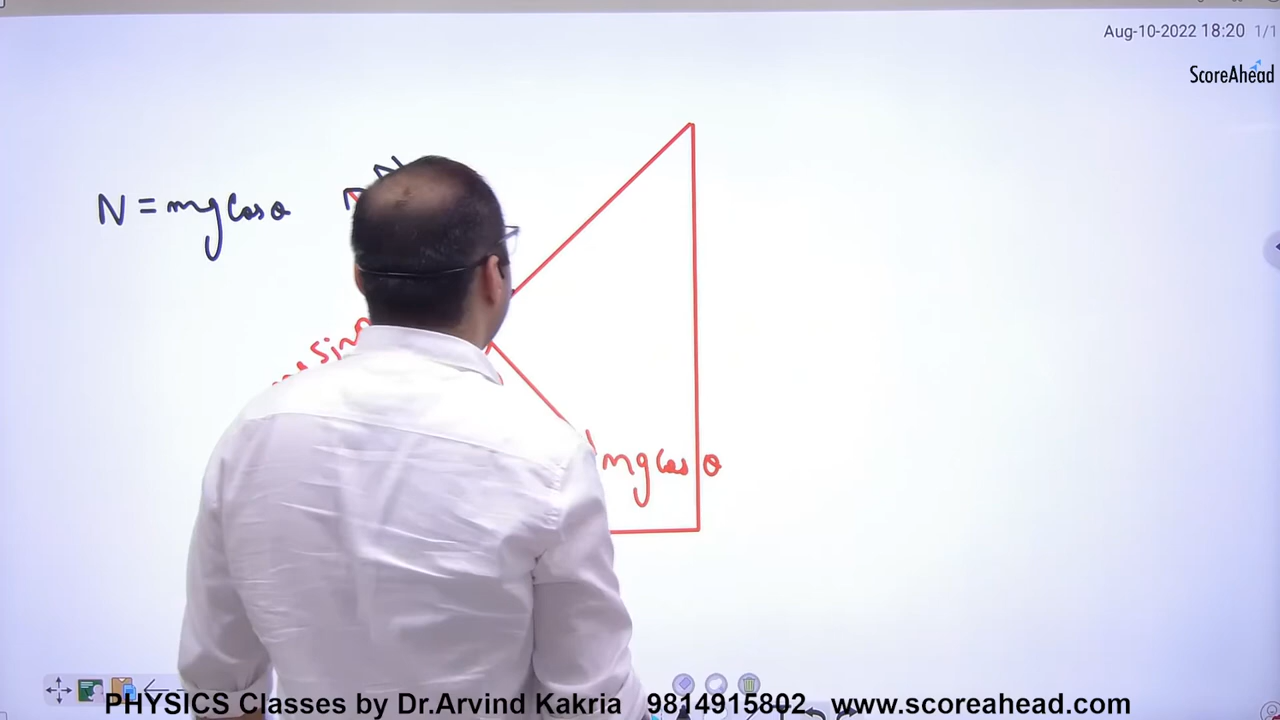 Aug-10-2022 18:20 1/1
ScoreAhead
N
N = mg cos θ
sin
mg cos θ
PHYSICS Classes by Dr.Arvind Kakria 9814915802 www.scoreahead.com